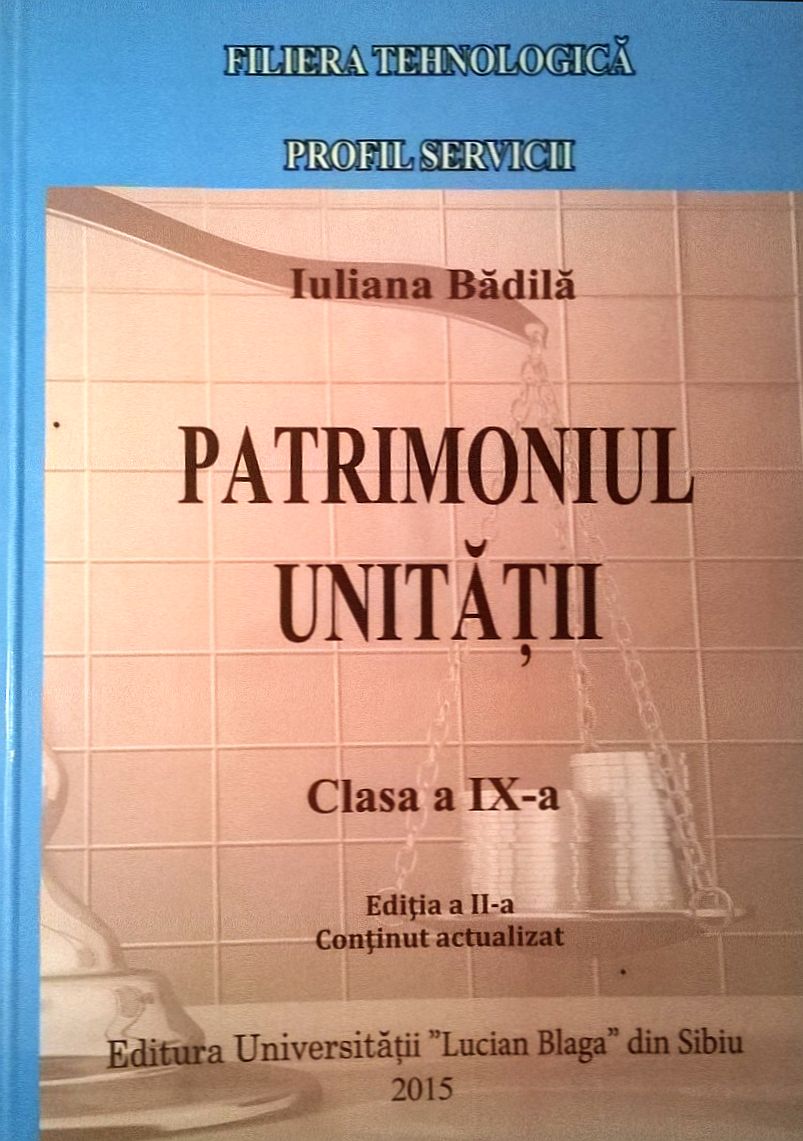 FILIERA TEHNOLOGICĂ
PROFIL SERVICII
Iuliana Bădilă
PATRIMONIUL
UNITĂȚII
Clasa a IX-a
Ediţia a II-a
Conţinut actualizat
Editura Universităţii ”Lucian Blaga” din Sibiu
2015